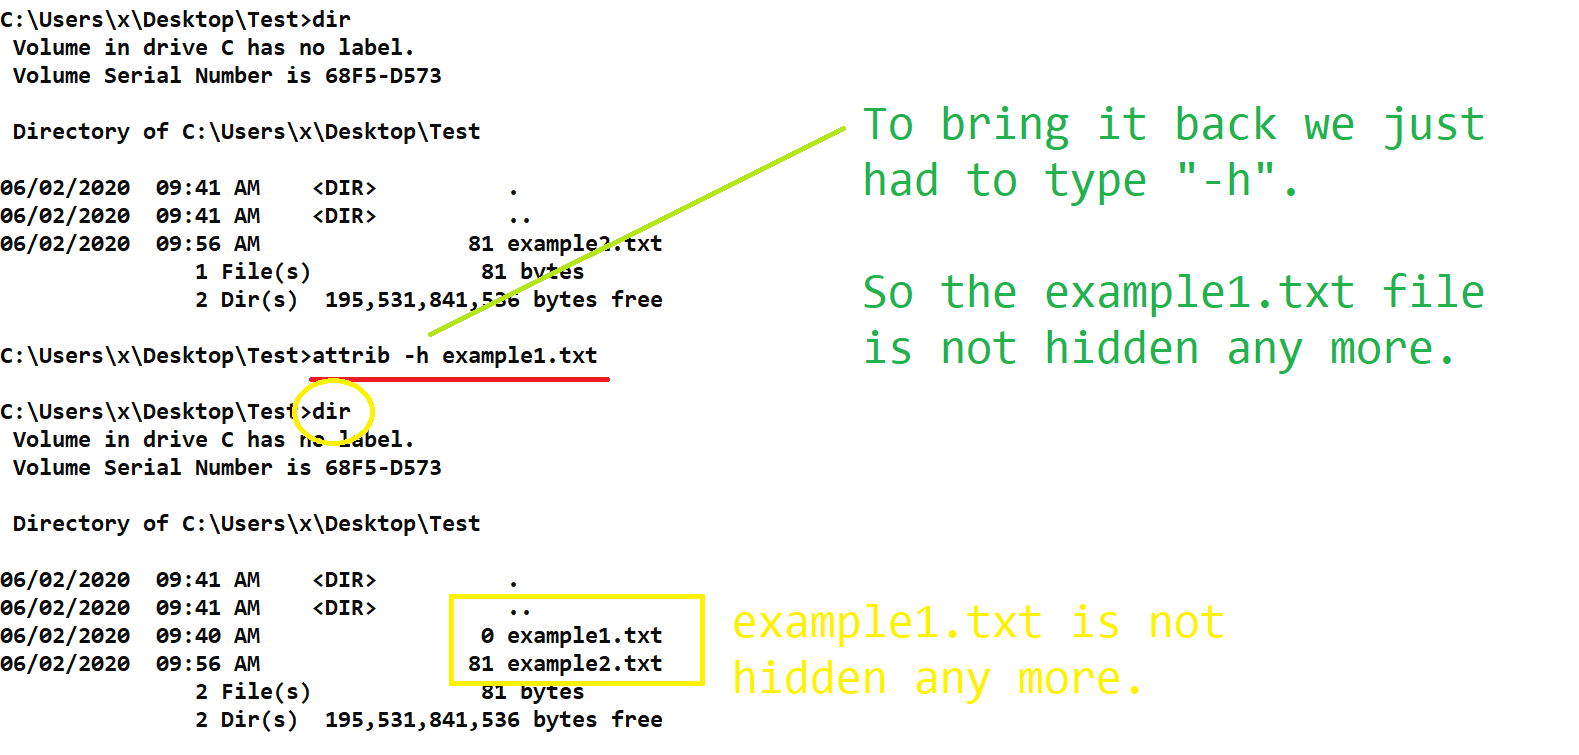 C:\Users\x\Desktop\Test>dir
 Volume in drive C has no label.
 Volume Serial Number is 68F5-D573

 Directory of C:\Users\x\Desktop\Test

06/02/2020  09:41 AM    <DIR>          .
06/02/2020  09:41 AM    <DIR>          ..
06/02/2020  09:56 AM                81 example2.txt
               1 File(s)             81 bytes
               2 Dir(s)  195,531,841,536 bytes free

C:\Users\x\Desktop\Test>attrib -h example1.txt

C:\Users\x\Desktop\Test>dir
 Volume in drive C has no label.
 Volume Serial Number is 68F5-D573

 Directory of C:\Users\x\Desktop\Test

06/02/2020  09:41 AM    <DIR>          .
06/02/2020  09:41 AM    <DIR>          ..
06/02/2020  09:40 AM                 0 example1.txt
06/02/2020  09:56 AM                81 example2.txt
               2 File(s)             81 bytes
               2 Dir(s)  195,531,841,536 bytes free

To bring it back we just
had to type "-h".

So the example1.txt file
is not hidden any more.

example1.txt is not
hidden any more.